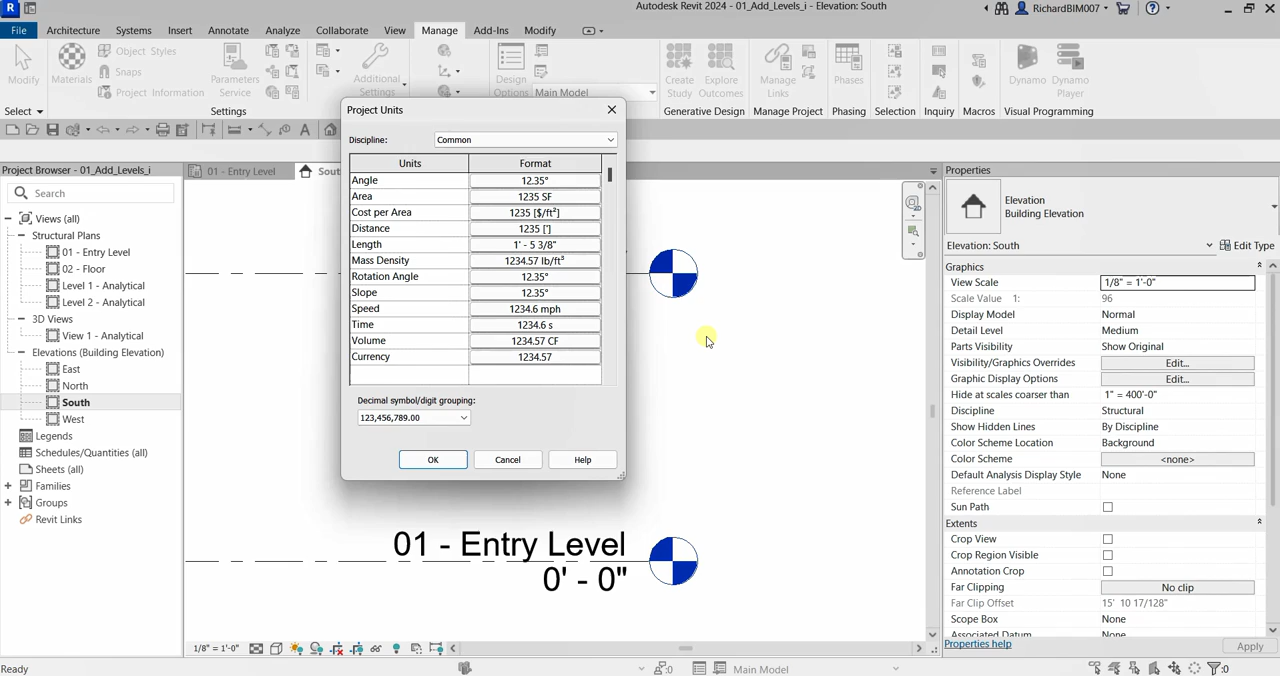 Autodesk Revit 2024 - 01_Add_Levels_i - Elevation: South
RichardBIM007
File Architecture Systems Insert Annotate Analyze Collaborate View Manage Add-Ins Modify
Modify
Materials
Object Styles
Snaps
Project Information
Parameters
Service
Additional
Settings
Design
Options
Main Model
Create
Study
Explore
Outcomes
Manage
Links
Phases
Dynamo
Dynamo
Player
Select
Settings
Generative Design
Manage Project
Phasing
Selection
Inquiry
Macros
Visual Programming
Project Browser - 01_Add_Levels_i
Search
Views (all)
Structural Plans
01 - Entry Level
02 - Floor
Level 1 - Analytical
Level 2 - Analytical
3D Views
View 1 - Analytical
Elevations (Building Elevation)
East
North
South
West
Legends
Schedules/Quantities (all)
Sheets (all)
Families
Groups
Revit Links
01 - Entry Level
Sout
Project Units
Discipline: Common
Units Format
Angle 12.35°
Area 1235 SF
Cost per Area 1235 [$/ft²]
Distance 1235 [']
Length 1' - 5 3/8"
Mass Density 1234.57 lb/ft³
Rotation Angle 12.35°
Slope 12.35°
Speed 1234.6 mph
Time 1234.6 s
Volume 1234.57 CF
Currency 1234.57
Decimal symbol/digit grouping:
123,456,789.00
OK Cancel Help
01 - Entry Level
0' - 0"
Properties
Elevation
Building Elevation
Elevation: South Edit Type
Graphics
View Scale 1/8" = 1'-0"
Scale Value 1: 96
Display Model Normal
Detail Level Medium
Parts Visibility Show Original
Visibility/Graphics Overrides Edit...
Graphic Display Options Edit...
Hide at scales coarser than 1" = 400'-0"
Discipline Structural
Show Hidden Lines By Discipline
Color Scheme Location Background
Color Scheme <none>
Default Analysis Display Style None
Reference Label
Sun Path
Extents
Crop View
Crop Region Visible
Annotation Crop
Far Clipping No clip
Far Clip Offset 15' 10 17/128"
Scope Box None
Associated Datum None
Properties help
Apply
1/8" = 1'-0"
Ready
:0
Main Model
:0